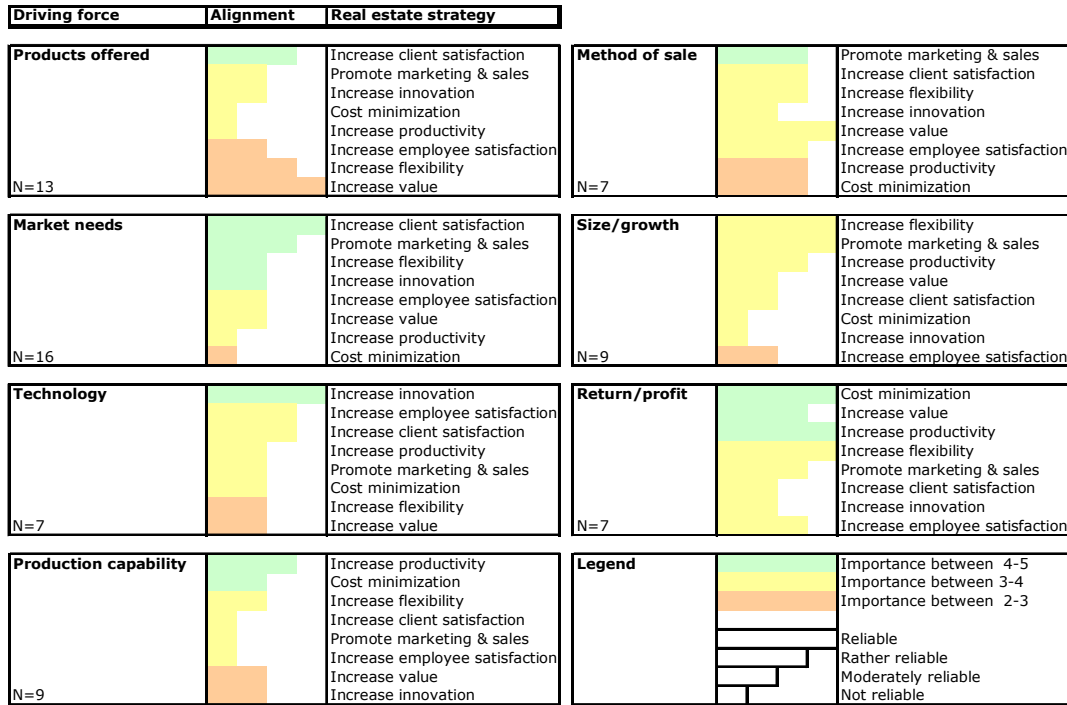 Driving force Alignment Real estate strategy
Products offered Increase client satisfaction
Promote marketing & sales
Increase innovation
Cost minimization
Increase productivity
Increase employee satisfaction
Increase flexibility
N=13 Increase value
Method of sale Promote marketing & sales
Increase client satisfaction
Increase flexibility
Increase innovation
Increase value
Increase employee satisfaction
Increase productivity
N=7 Cost minimization
Market needs Increase client satisfaction
Promote marketing & sales
Increase flexibility
Increase innovation
Increase employee satisfaction
Increase value
Increase productivity
N=16 Cost minimization
Size/growth Increase flexibility
Promote marketing & sales
Increase productivity
Increase value
Increase client satisfaction
Cost minimization
Increase innovation
N=9 Increase employee satisfaction
Technology Increase innovation
Increase employee satisfaction
Increase client satisfaction
Increase productivity
Promote marketing & sales
Cost minimization
Increase flexibility
N=7 Increase value
Return/profit Cost minimization
Increase value
Increase productivity
Increase flexibility
Promote marketing & sales
Increase client satisfaction
Increase innovation
N=7 Increase employee satisfaction
Production capability Increase productivity
Cost minimization
Increase flexibility
Increase client satisfaction
Promote marketing & sales
Increase employee satisfaction
Increase value
N=9 Increase innovation
Legend Importance between 4-5
Importance between 3-4
Importance between 2-3
Reliable
Rather reliable
Moderately reliable
Not reliable